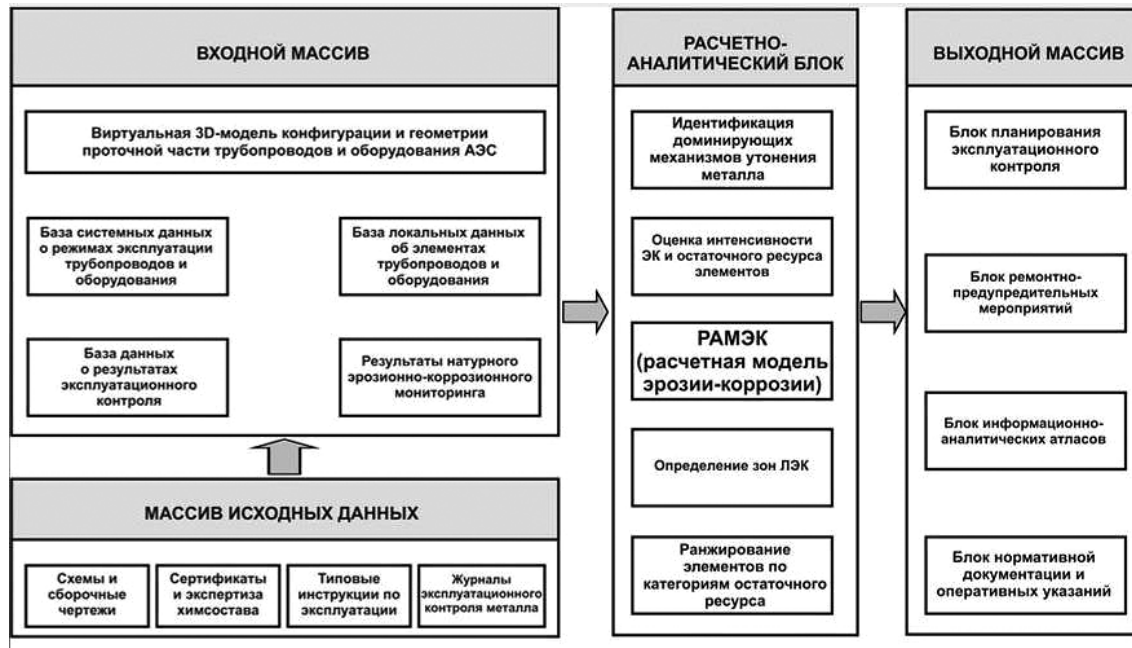 ВХОДНОЙ МАССИВ
Виртуальная 3D-модель конфигурации и геометрии
проточной части трубопроводов и оборудования АЭС
База системных данных
о режимах эксплуатации
трубопроводов и
оборудования
База локальных данных
об элементах
трубопроводов и
оборудования
База данных
о результатах
эксплуатационного
контроля
Результаты натурного
эрозионно-коррозионного
мониторинга
МАССИВ ИСХОДНЫХ ДАННЫХ
Схемы и
сборочные
чертежи
Сертификаты
и экспертиза
химсостава
Типовые
инструкции по
эксплуатации
Журналы
эксплуатационного
контроля металла
РАСЧЕТНО-
АНАЛИТИЧЕСКИЙ БЛОК
Идентификация
доминирующих
механизмов утонения
металла
Оценка интенсивности
ЭК и остаточного ресурса
элементов
РАМЭК
(расчетная модель
эрозии-коррозии)
Определение зон ЛЭК
Ранжирование
элементов по
категориям остаточного
ресурса
ВЫХОДНОЙ МАССИВ
Блок планирования
эксплуатационного
контроля
Блок ремонтно-
предупредительных
мероприятий
Блок информационно-
аналитических атласов
Блок нормативной
документации и
оперативных указаний